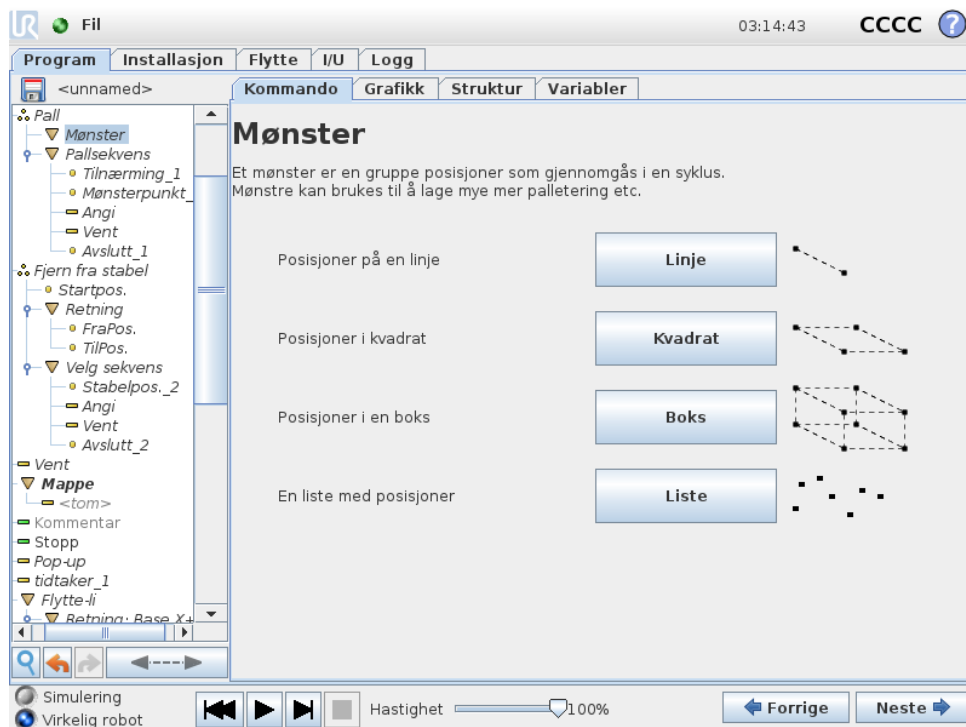 UR Fil 03:14:43 CCCC ?
Program Installasjon Flytte I/U Logg
<unnamed>
Kommando Grafikk Struktur Variabler
Pall
Mønster
Pallsekvens
Tilnærming_1
Mønsterpunkt_
Angi
Vent
Avslutt_1
Fjern fra stabel
Startpos.
Retning
FraPos.
TilPos.
Velg sekvens
Stabelpos._2
Angi
Vent
Avslutt_2
Vent
Mappe
<tom>
Kommentar
Stopp
Pop-up
tidtaker_1
Flytte-li
Retning: Base X+
Mønster
Et mønster er en gruppe posisjoner som gjennomgås i en syklus.
Mønstre kan brukes til å lage mye mer palletering etc.
Posisjoner på en linje Linje
Posisjoner i kvadrat Kvadrat
Posisjoner i en boks Boks
En liste med posisjoner Liste
Simulering
Virkelig robot
Hastighet 100% Forrige Neste